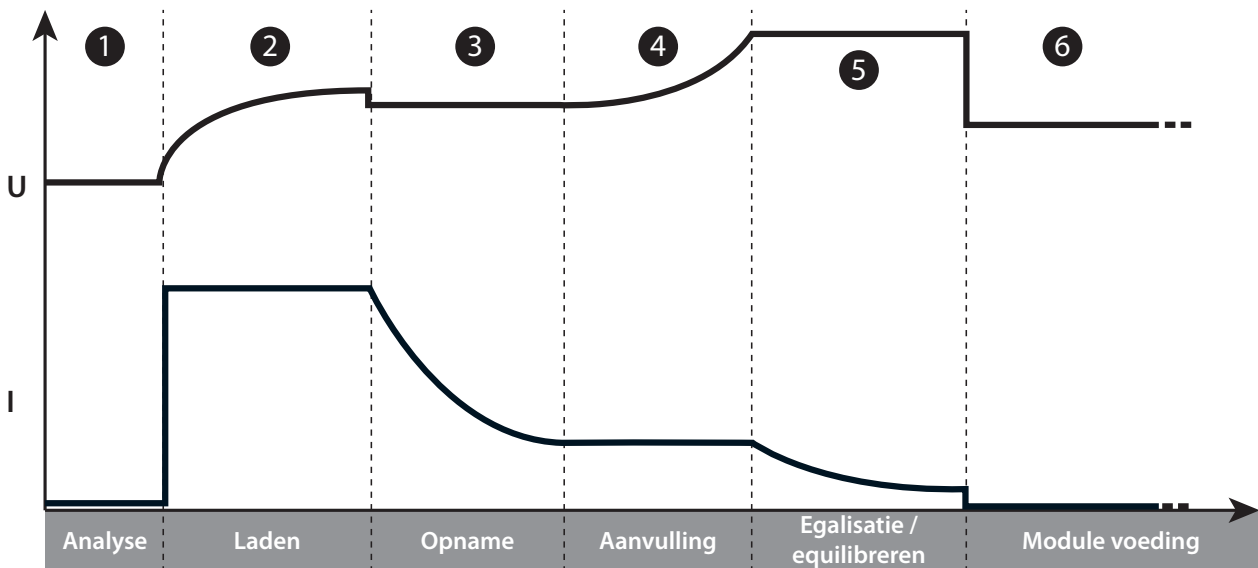 1
2
3
4
5
6
U
I
Analyse
Laden
Opname
Aanvulling
Egalisatie /
equilibreren
Module voeding